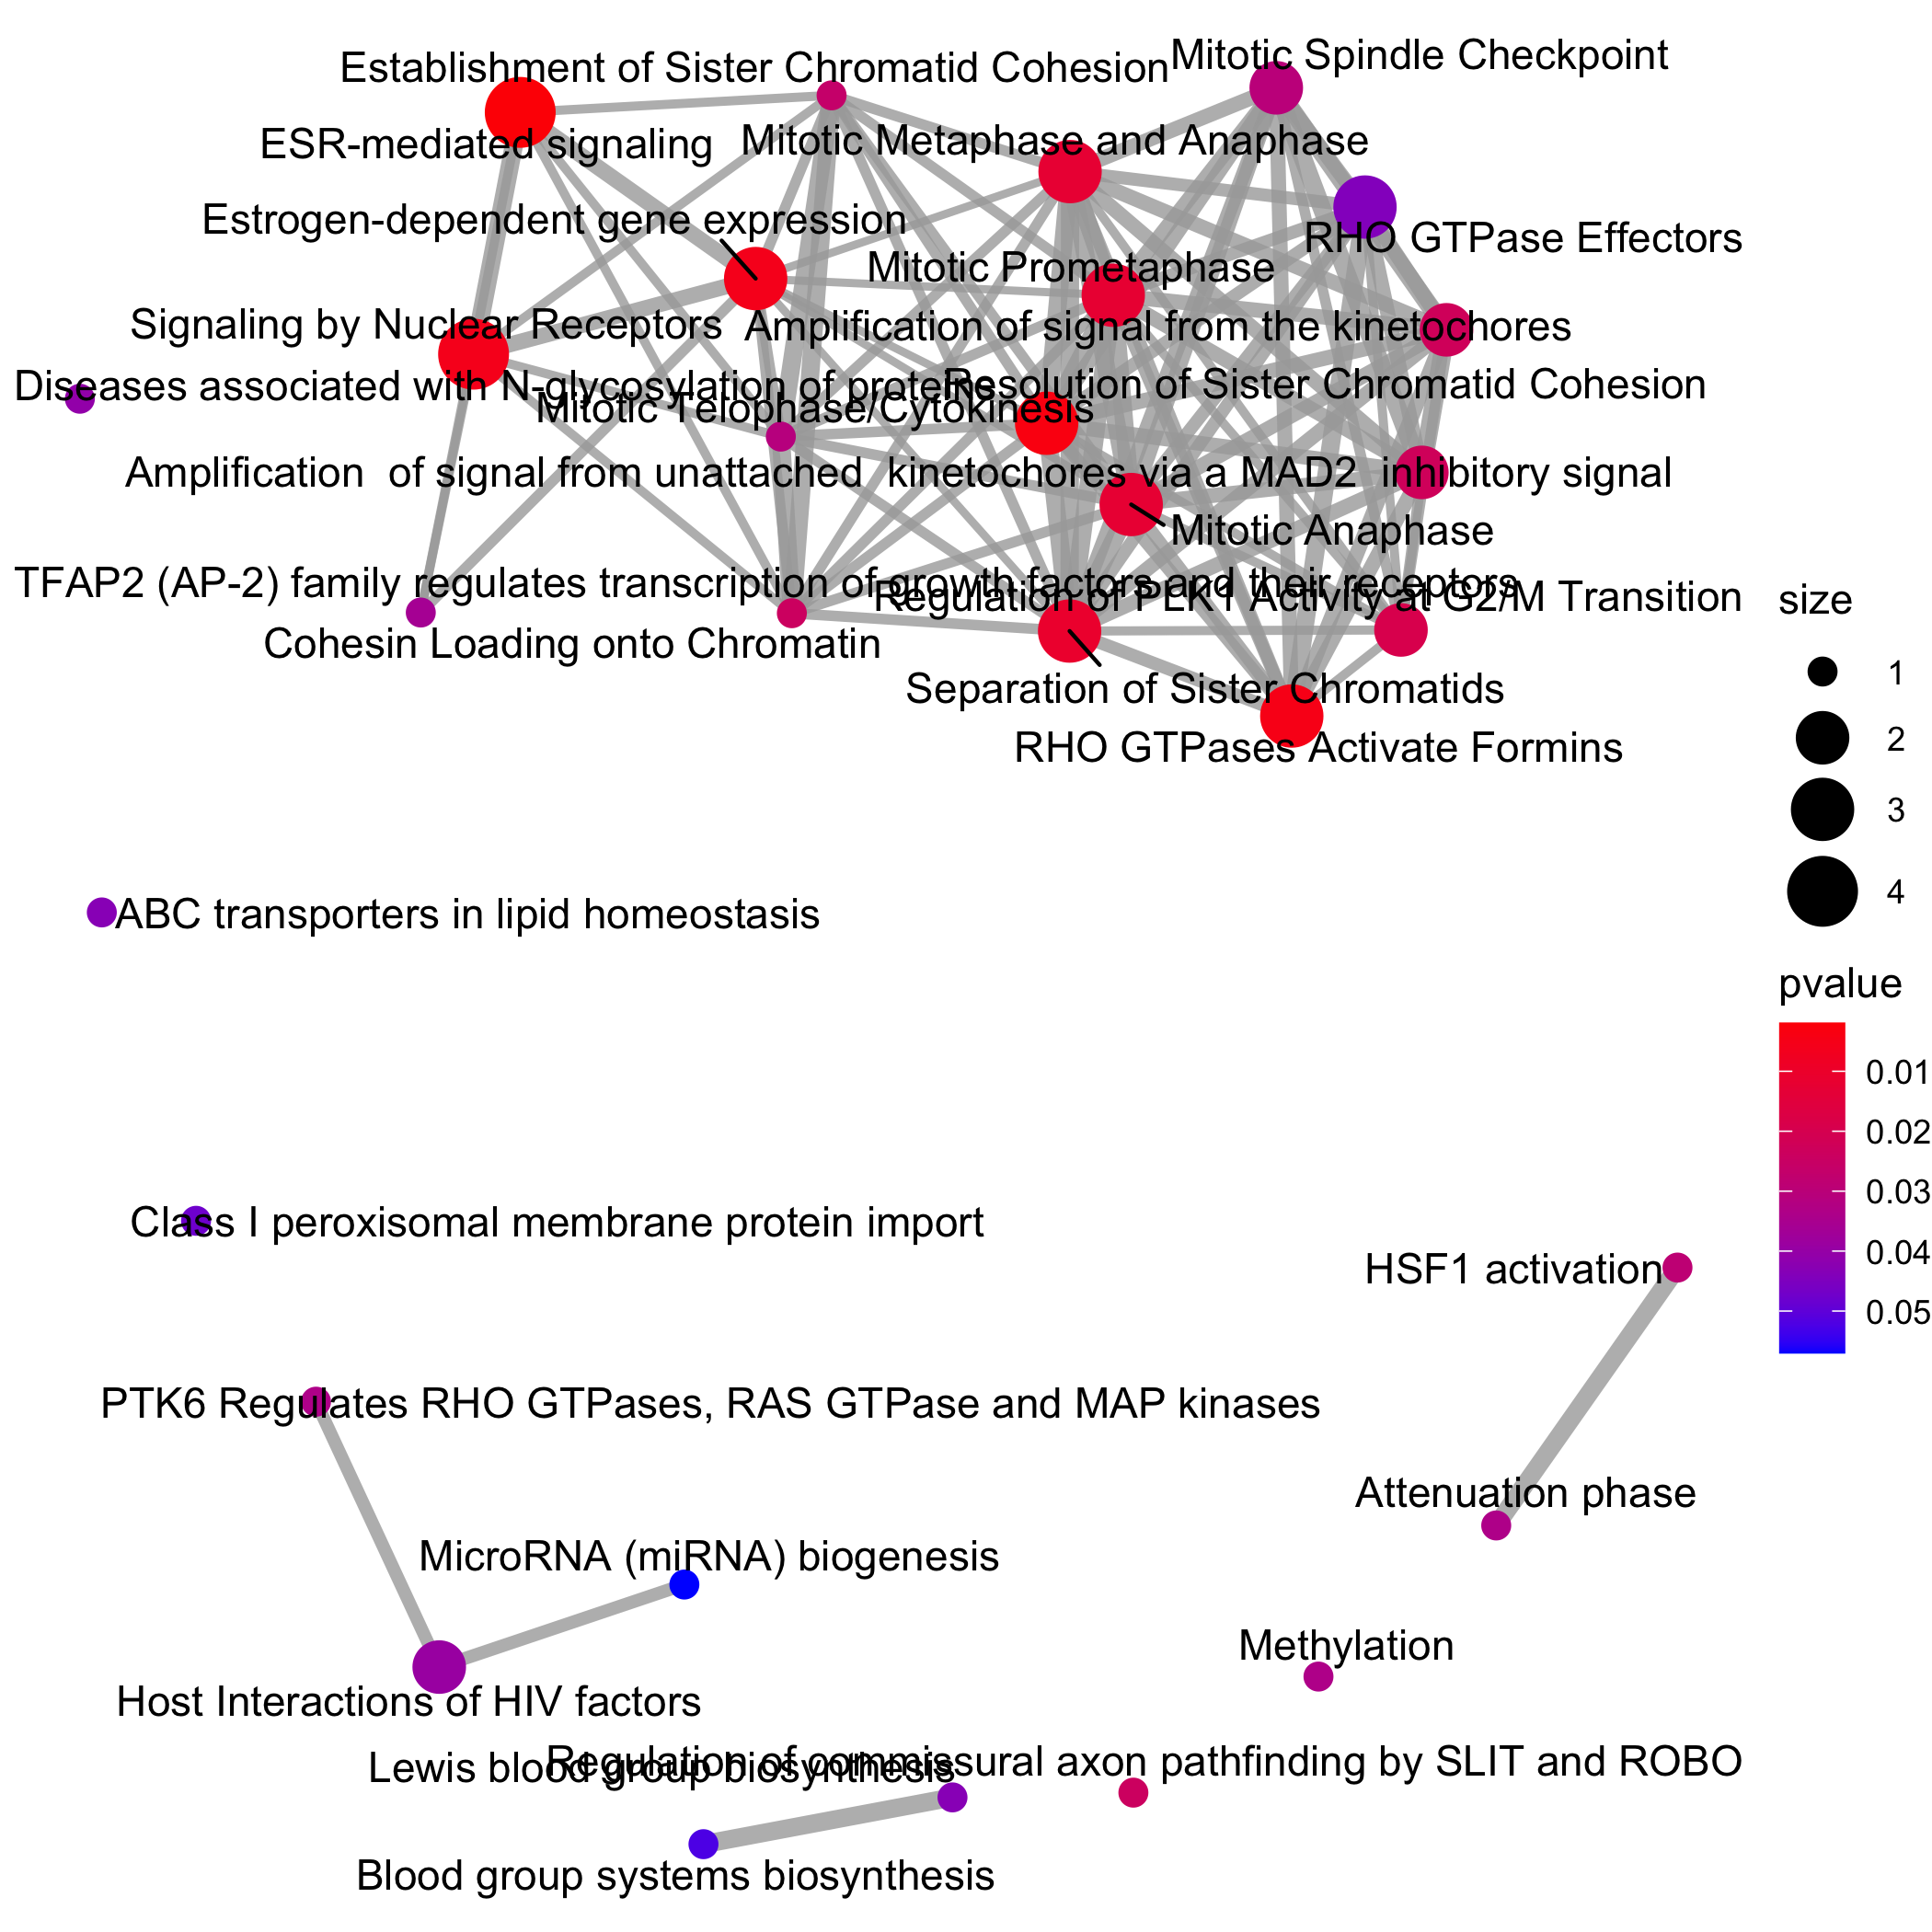 Establishment of Sister Chromatid Cohesion
Mitotic Spindle Checkpoint
ESR-mediated signaling
Mitotic Metaphase and Anaphase
Estrogen-dependent gene expression
RHO GTPase Effectors
Mitotic Prometaphase
Signaling by Nuclear Receptors
Amplification of signal from the kinetochores
Diseases associated with N-glycosylation of proteins
Resolution of Sister Chromatid Cohesion
Mitotic Telophase/Cytokinesis
Amplification  of signal from unattached  kinetochores via a MAD2  inhibitory signal
Mitotic Anaphase
TFAP2 (AP-2) family regulates transcription of growth factors and their receptors
Regulation of PLK1 Activity at G2/M Transition
Cohesin Loading onto Chromatin
Separation of Sister Chromatids
RHO GTPases Activate Formins
ABC transporters in lipid homeostasis
Class I peroxisomal membrane protein import
HSF1 activation
PTK6 Regulates RHO GTPases, RAS GTPase and MAP kinases
Attenuation phase
MicroRNA (miRNA) biogenesis
Methylation
Host Interactions of HIV factors
Regulation of commissural axon pathfinding by SLIT and ROBO
Lewis blood group biosynthesis
Blood group systems biosynthesis
size
1
2
3
4
pvalue
0.01
0.02
0.03
0.04
0.05